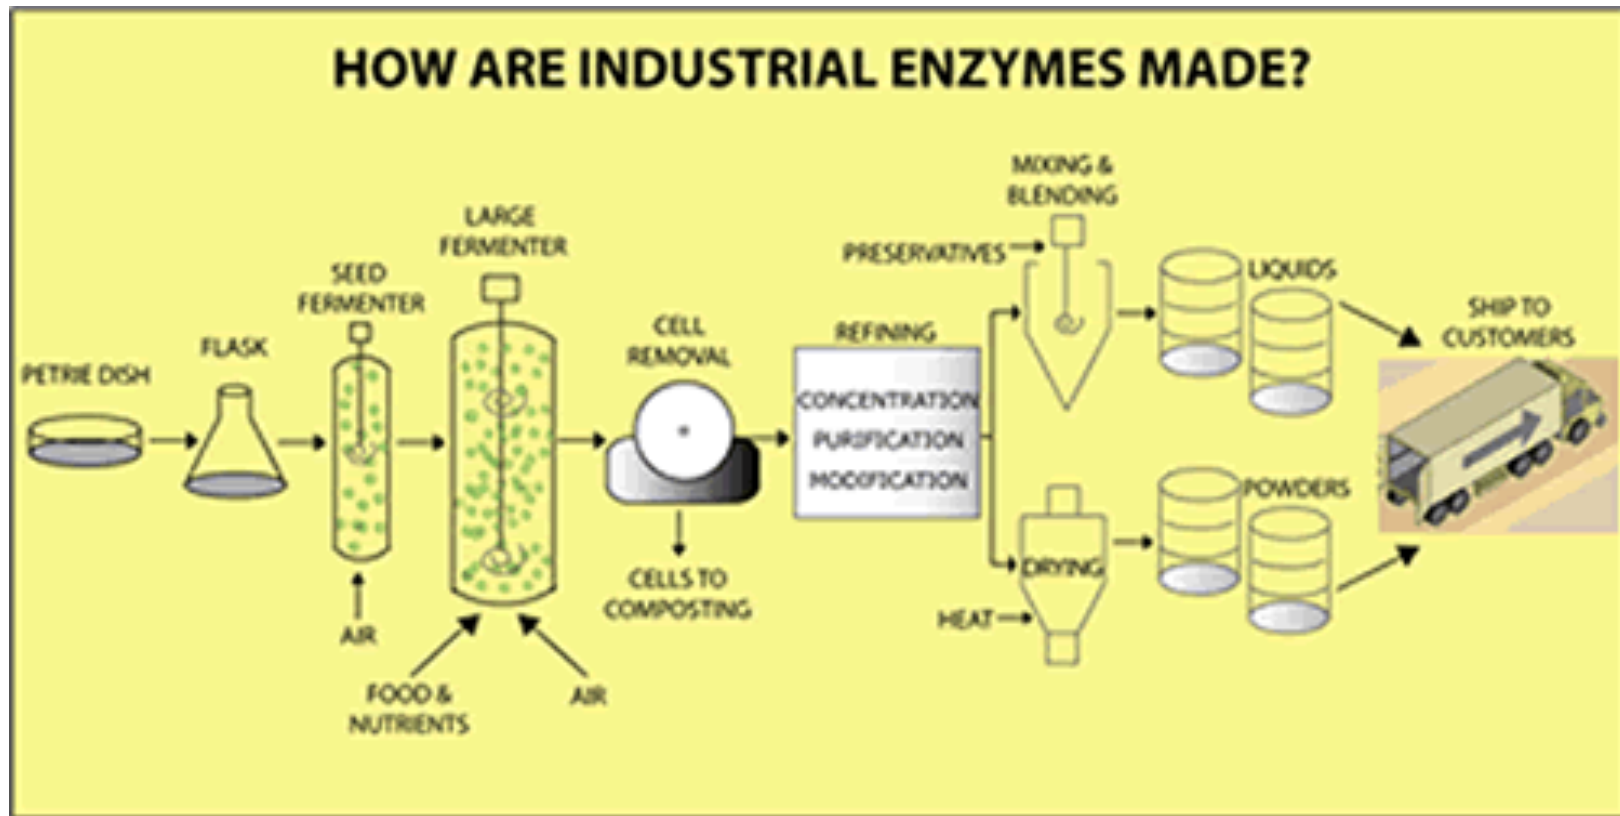 HOW ARE INDUSTRIAL ENZYMES MADE?
PETRIE DISH
FLASK
SEED
FERMENTER
AIR
LARGE
FERMENTER
FOOD &
NUTRIENTS
AIR
CELL
REMOVAL
CELLS TO
COMPOSTING
REFINING
CONCENTRATION
PURIFICATION
MODIFICATION
MIXING &
BLENDING
PRESERVATIVES
LIQUIDS
DRYING
HEAT
POWDERS
SHIP TO
CUSTOMERS